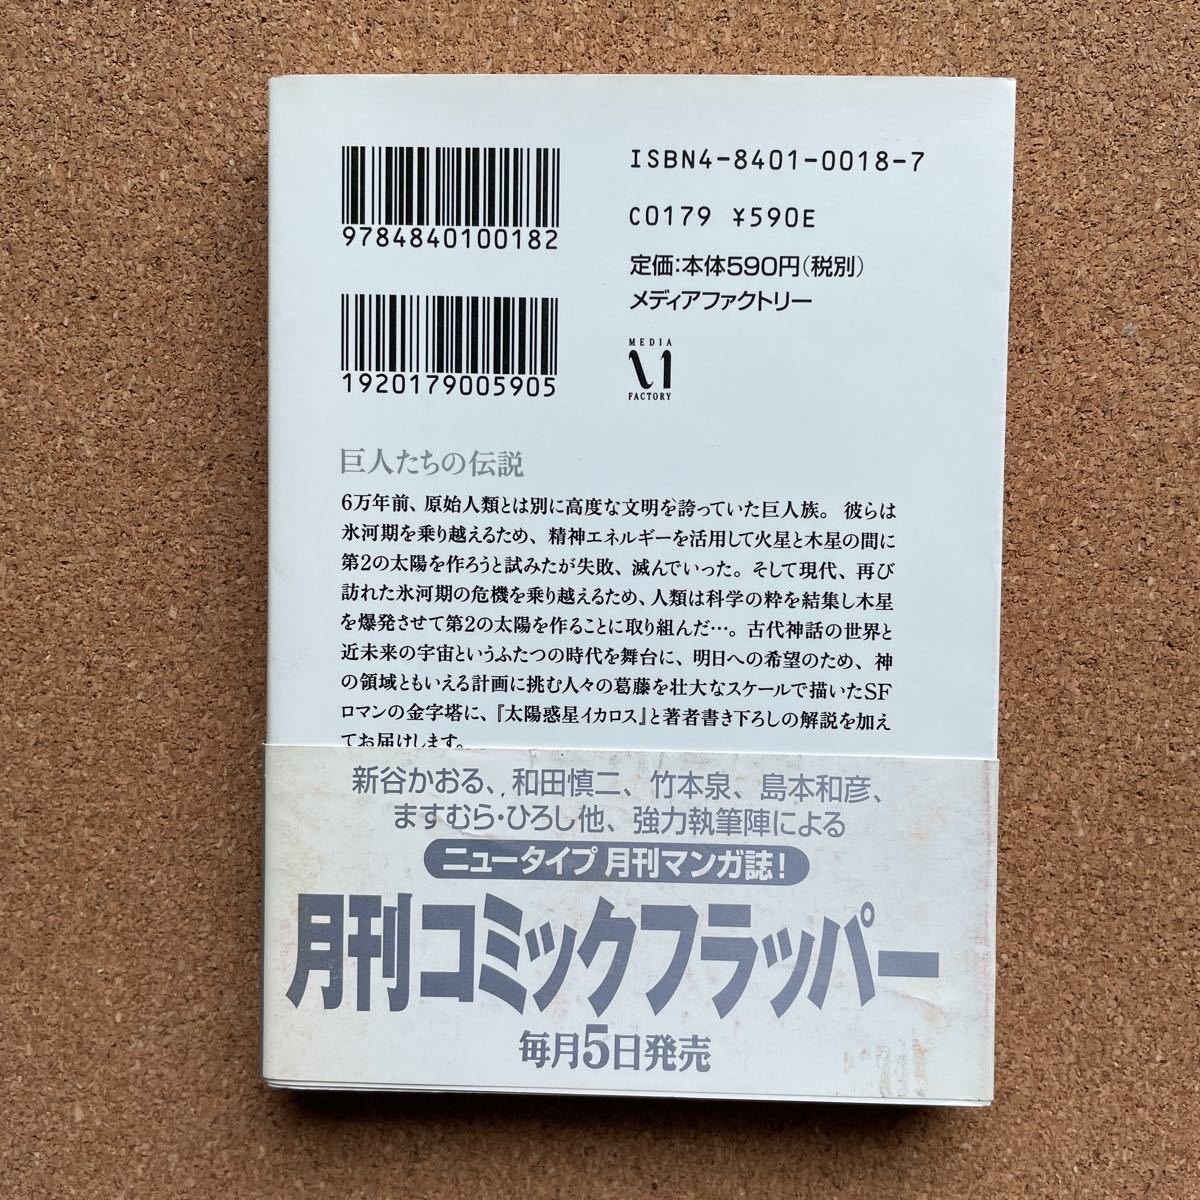 ISBN4-8401-0018-7
9784840100182
C0179 ¥590E
定価:本体590円(税別)
メディアファクトリー
1920179005905
MEDIA
FACTORY
巨人たちの伝説
6万年前、原始人類とは別に高度な文明を誇っていた巨人族。彼らは
氷河期を乗り越えるため、精神エネルギーを活用して火星と木星の間に
第2の太陽を作ろうと試みたが失敗、滅んでいった。そして現代、再び
訪れた氷河期の危機を乗り越えるため、人類は科学の粋を結集し木星
を爆発させて第2の太陽を作ることに取り組んだ…。古代神話の世界と
近未来の宇宙というふたつの時代を舞台に、明日への希望のため、神
の領域ともいえる計画に挑む人々の葛藤を壮大なスケールで描いたSF
ロマンの金字塔に、『太陽惑星イカロス』と著者書き下ろしの解説を加え
てお届けします。
新谷かおる、和田慎二、竹本泉、島本和彦、
ますむら・ひろし他、強力執筆陣による
ニュータイプ 月刊マンガ誌!
月刊コミックフラッパー
毎月5日発売